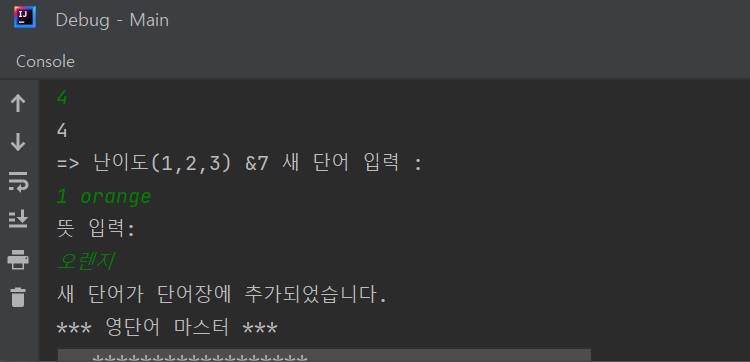 IJ
Debug - Main
Console
4
4
=> 난이도(1,2,3) &7 새 단어 입력 :
1 orange
뜻 입력:
오렌지
새 단어가 단어장에 추가되었습니다.
*** 영단어 마스터 ***
******************